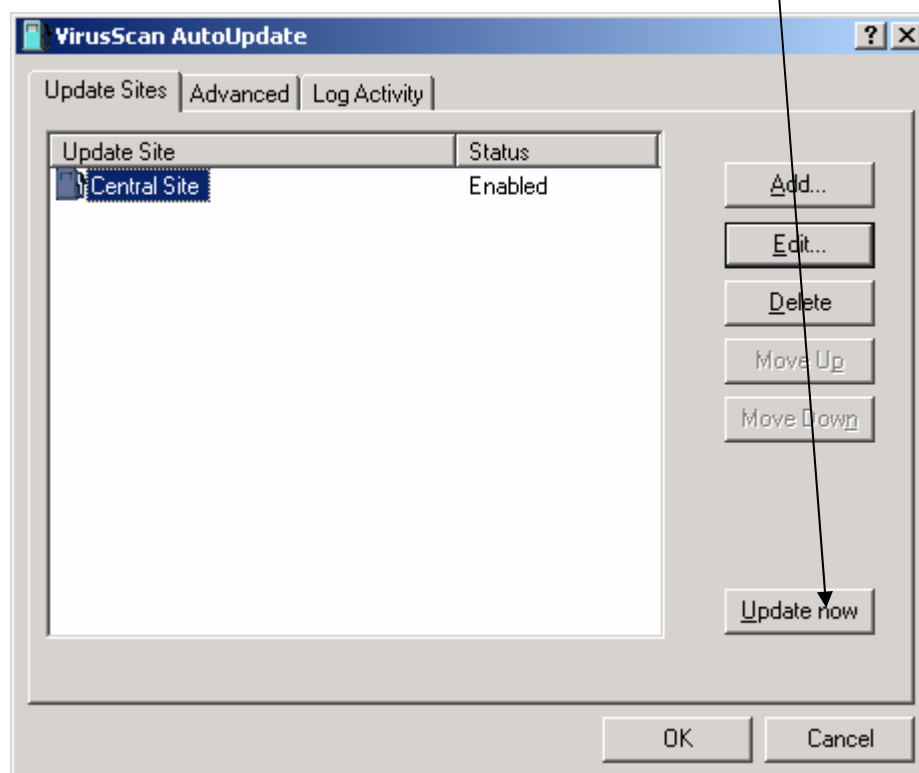 VirusScan AutoUpdate
Update Sites Advanced Log Activity
Update Site Status
Central Site Enabled
Add...
Edit...
Delete
Move Up
Move Down
Update now
OK Cancel